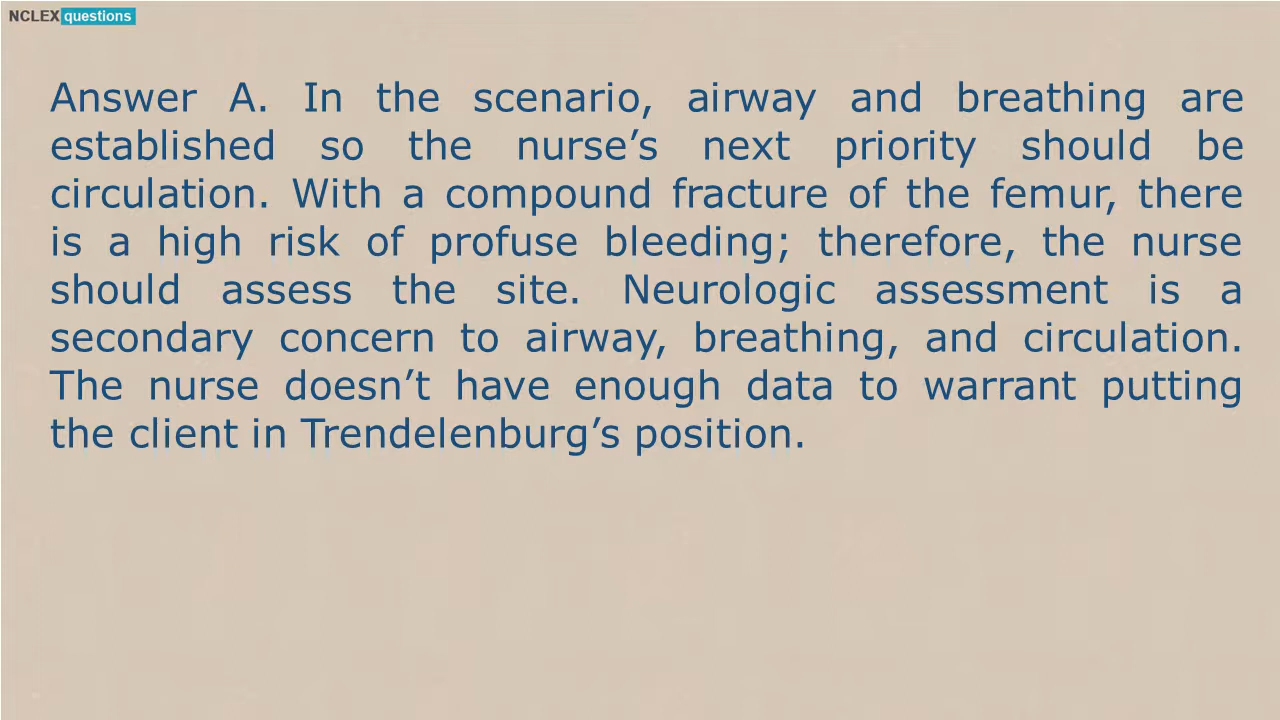 NCLEX questions
Answer A. In the scenario, airway and breathing are
established so the nurse’s next priority should be
circulation. With a compound fracture of the femur, there
is a high risk of profuse bleeding; therefore, the nurse
should assess the site. Neurologic assessment is a
secondary concern to airway, breathing, and circulation.
The nurse doesn’t have enough data to warrant putting
the client in Trendelenburg’s position.